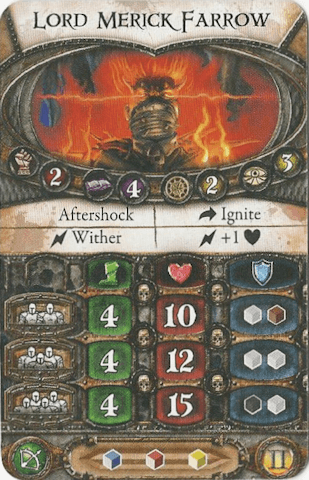 Lord Merick Farrow
2 4 2 3
Aftershock Ignite
Wither +1
4 10
4 12
4 15
II